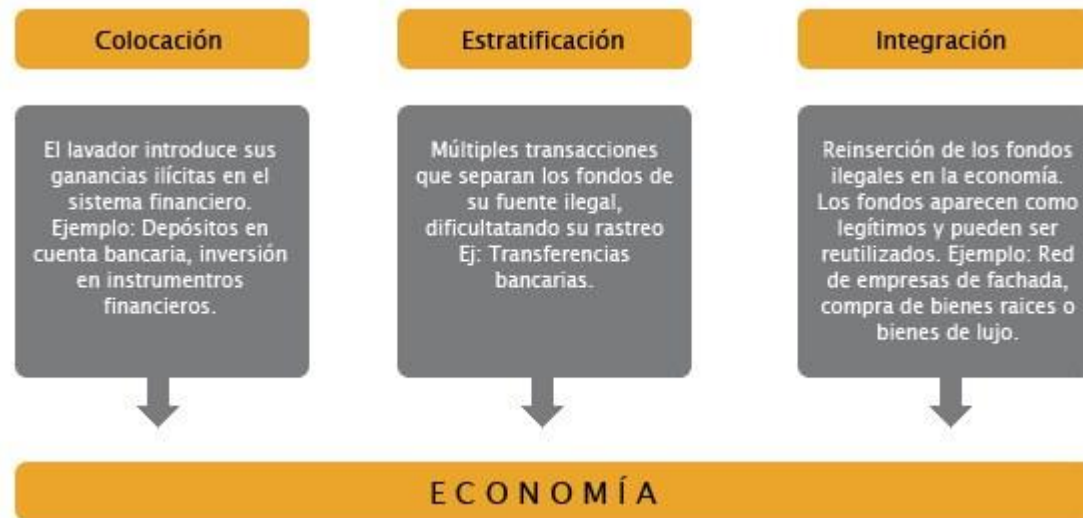 Colocación
El lavador introduce sus
ganancias ilícitas en el
sistema financiero.
Ejemplo: Depósitos en
cuenta bancaria, inversión
en instrumentros
financieros.
Estratificación
Múltiples transacciones
que separan los fondos de
su fuente ilegal,
dificultatando su rastreo
Ej: Transferencias
bancarias.
Integración
Reinserción de los fondos
ilegales en la economía.
Los fondos aparecen como
legítimos y pueden ser
reutilizados. Ejemplo: Red
de empresas de fachada,
compra de bienes raices o
bienes de lujo.
ECONOMÍA